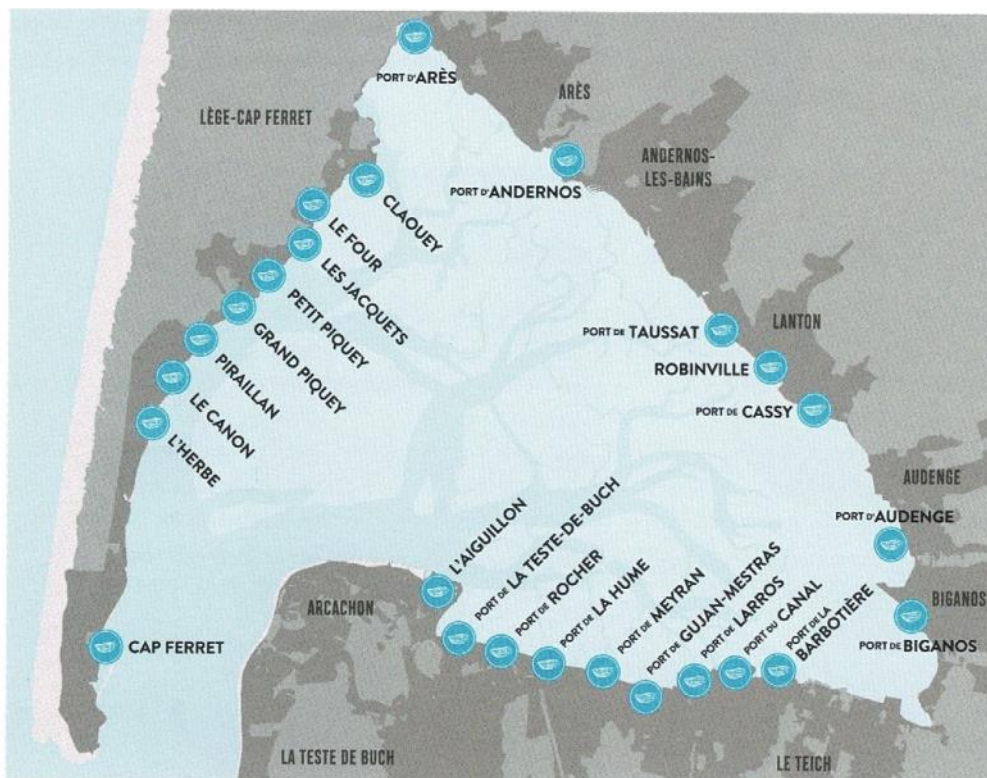 PORT D'ARÈS
ARÈS
LÈGE-CAP FERRET
ANDERNOS-
LES-BAINS
PORT D'ANDERNOS
CLAOUEY
LE FOUR
LES JACQUETS
PETIT PIQUEY
GRAND PIQUEY
PIRAILLAN
LE CANON
L'HERBE
CAP FERRET
PORT DE TAUSSAT
LANTON
ROBINVILLE
PORT DE CASSY
AUDENGE
PORT D'AUDENGE
BIGANOS
PORT DE BIGANOS
ARCACHON
L'AIGUILLON
PORT DE LA TESTE-DE-BUCH
PORT DE ROCHER
PORT DE LA HUME
PORT DE MEYRAN
PORT DE GUJAN-MESTRAS
PORT DE LARROS
PORT DU CANAL
PORT DE LA
BARBOTIÈRE
LA TESTE DE BUCH
LE TEICH